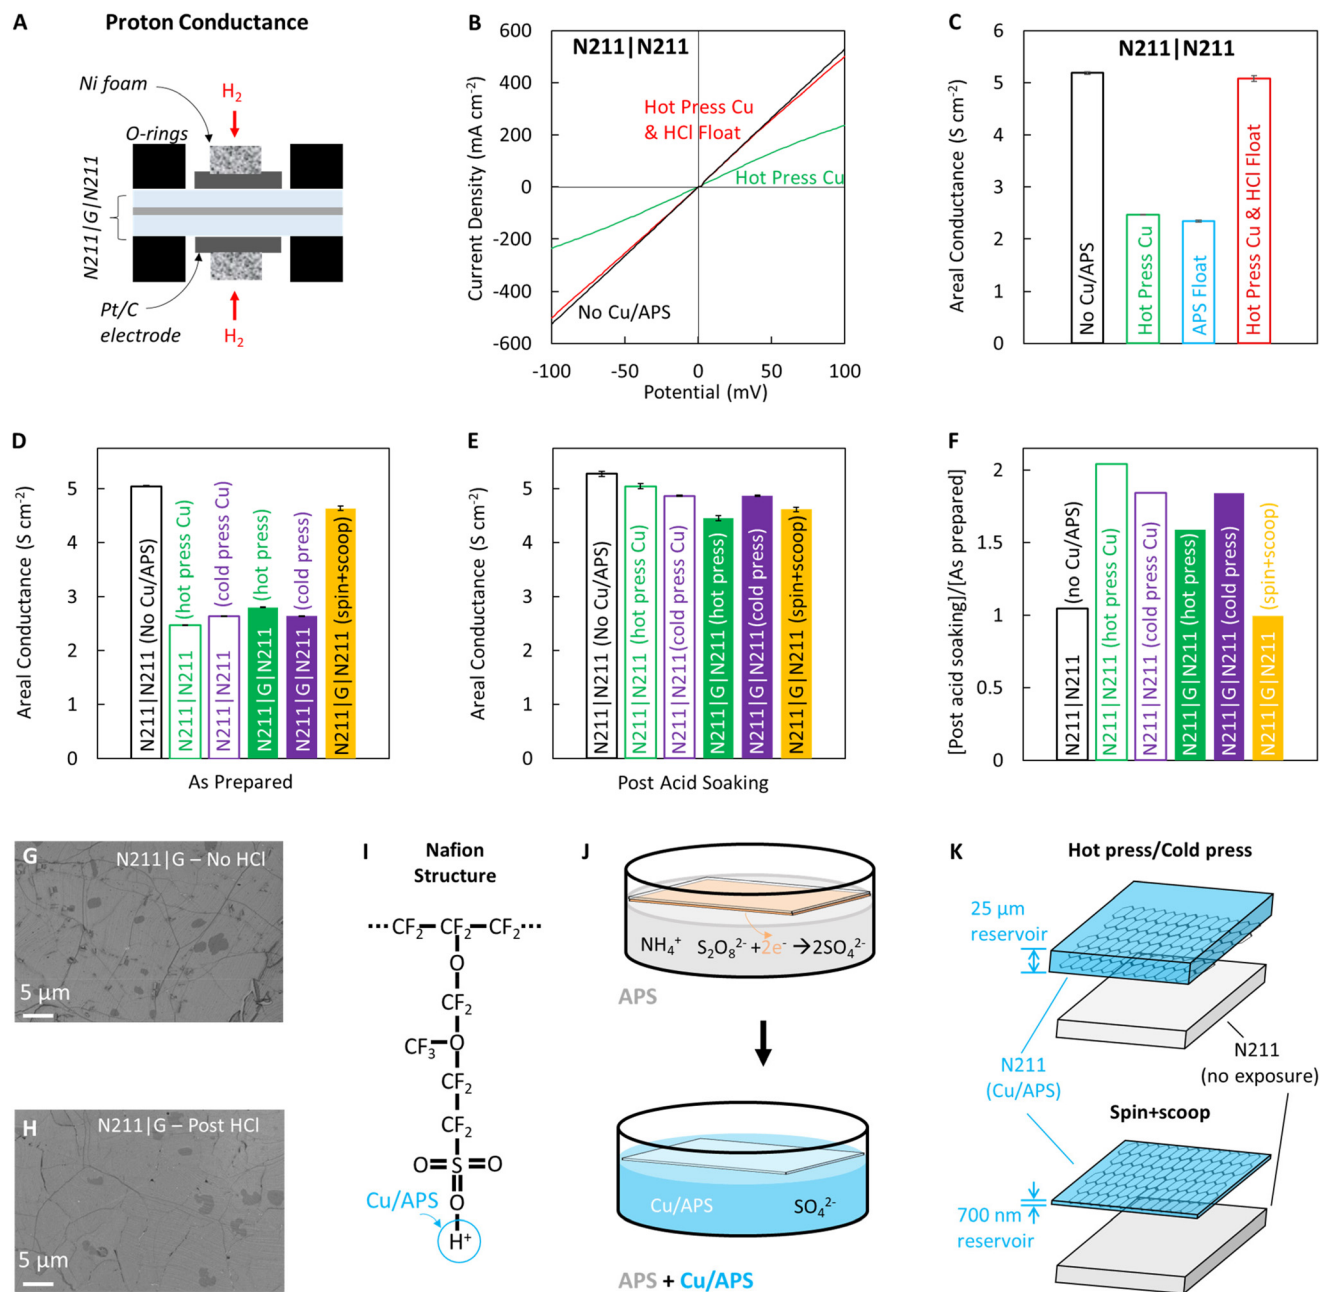 A
Proton Conductance
Ni foam
H2
O-rings
N211|G|N211
Pt/C
electrode
H2
B
N211|N211
600
400
200
0
-200
-400
-600
Current Density (mA cm-2)
Hot Press Cu
& HCl Float
Hot Press Cu
No Cu/APS
-100
-50
0
50
100
Potential (mV)
C
N211|N211
6
5
4
3
2
1
0
Areal Conductance (S cm-2)
No Cu/APS
Hot Press Cu
APS Float
Hot Press Cu & HCl Float
D
5
4
3
2
1
0
Areal Conductance (S cm-2)
N211|N211 (No Cu/APS)
N211|N211 (hot press Cu)
N211|N211 (cold press Cu)
N211|G|N211 (hot press)
N211|G|N211 (cold press)
N211|G|N211 (spin+scoop)
As Prepared
E
5
4
3
2
1
0
Areal Conductance (S cm-2)
N211|N211 (No Cu/APS)
N211|N211 (hot press Cu)
N211|N211 (cold press Cu)
N211|G|N211 (hot press)
N211|G|N211 (cold press)
N211|G|N211 (spin+scoop)
Post Acid Soaking
F
2
1.5
1
0.5
0
[Post acid soaking]/[As prepared]
N211|N211 (no Cu/APS)
N211|N211 (hot press Cu)
N211|N211 (cold press Cu)
N211|G|N211 (hot press)
N211|G|N211 (cold press)
N211|G|N211 (spin+scoop)
G
N211|G – No HCl
5 µm
H
N211|G – Post HCl
5 µm
I
Nafion
Structure
··· CF2 CF2 CF2 ···
O
CF2
CF3 O
CF2
CF2
O S O
O
Cu/APS
H+
J
NH4+ S2O82- +2e- →2SO42-
APS
Cu/APS SO42-
APS + Cu/APS
K
Hot press/Cold press
25 µm
reservoir
N211
(Cu/APS)
N211
(no exposure)
Spin+scoop
700 nm
reservoir